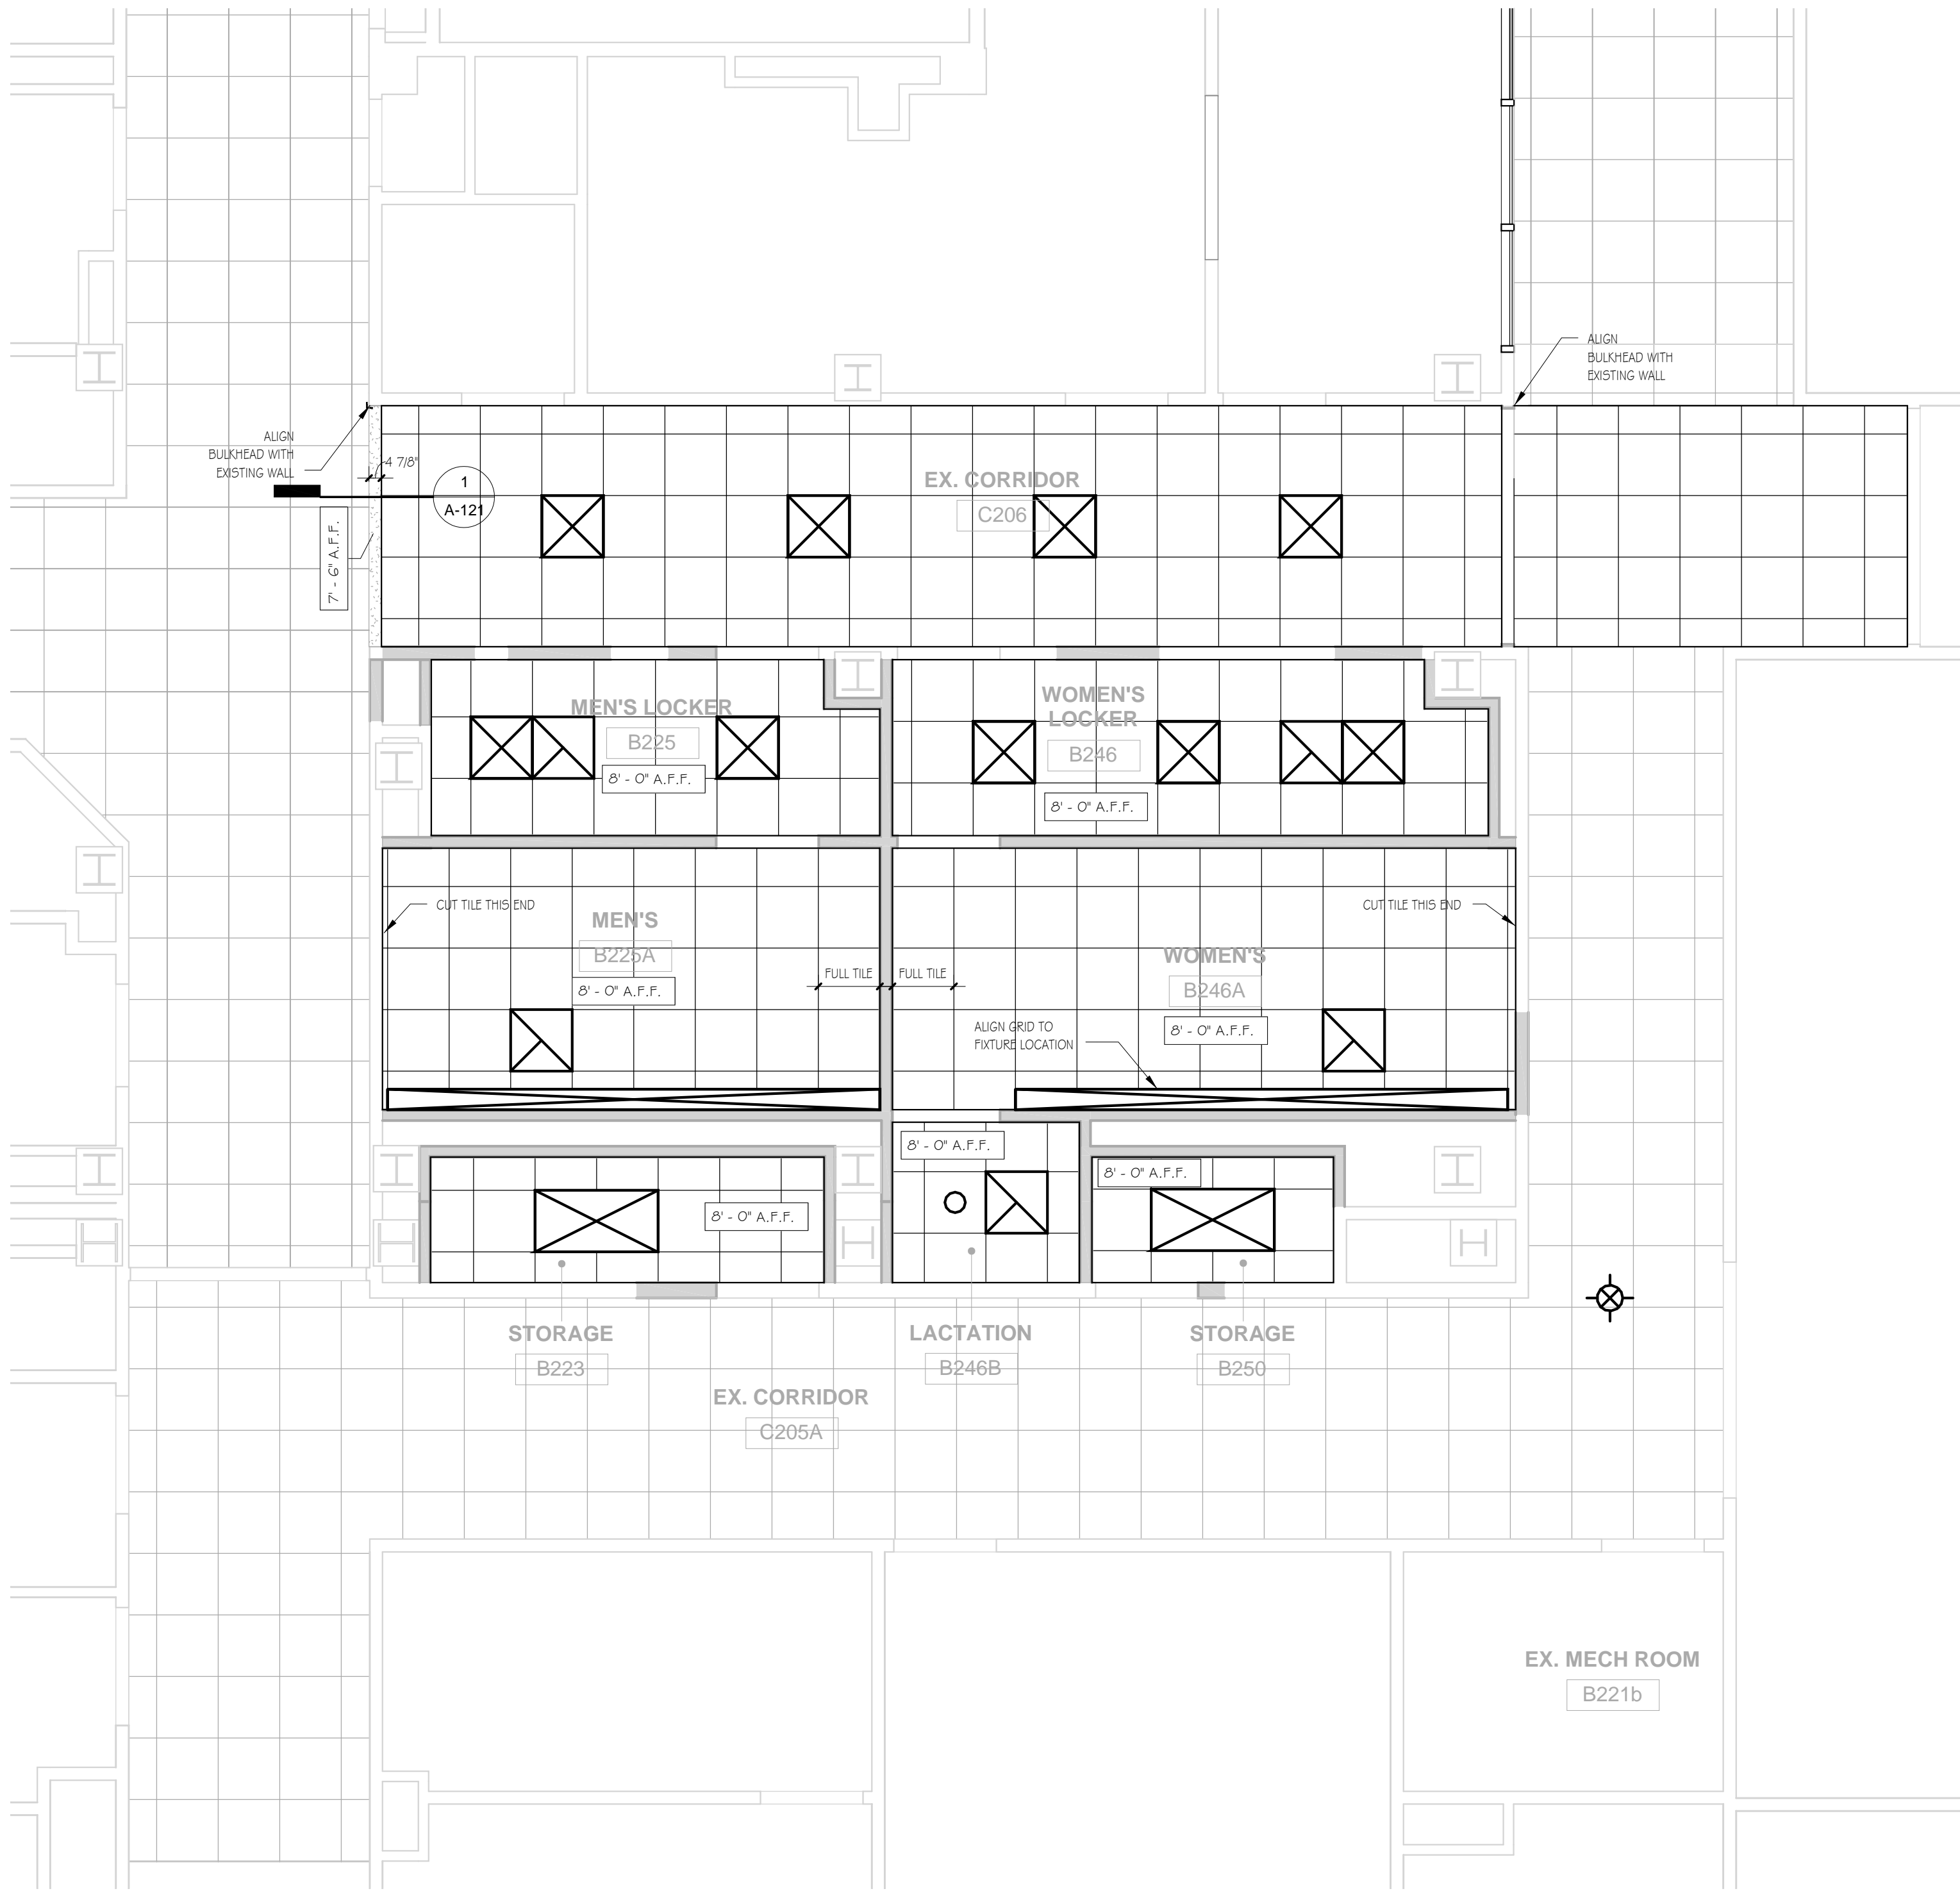 ALIGN
BULKHEAD WITH
EXISTING WALL
ALIGN
BULKHEAD WITH
EXISTING WALL
4 7/8"
1
A-121
7' - 6" A.F.F.
EX. CORRIDOR
C206
MEN'S LOCKER
B225
8' - 0" A.F.F.
WOMEN'S
LOCKER
B246
8' - 0" A.F.F.
CUT TILE THIS END
MEN'S
B225A
8' - 0" A.F.F.
FULL TILE
FULL TILE
CUT TILE THIS END
WOMEN'S
B246A
8' - 0" A.F.F.
ALIGN GRID TO
FIXTURE LOCATION
8' - 0" A.F.F.
8' - 0" A.F.F.
8' - 0" A.F.F.
STORAGE
B223
LACTATION
B246B
STORAGE
B250
EX. CORRIDOR
C205A
EX. MECH ROOM
B221b